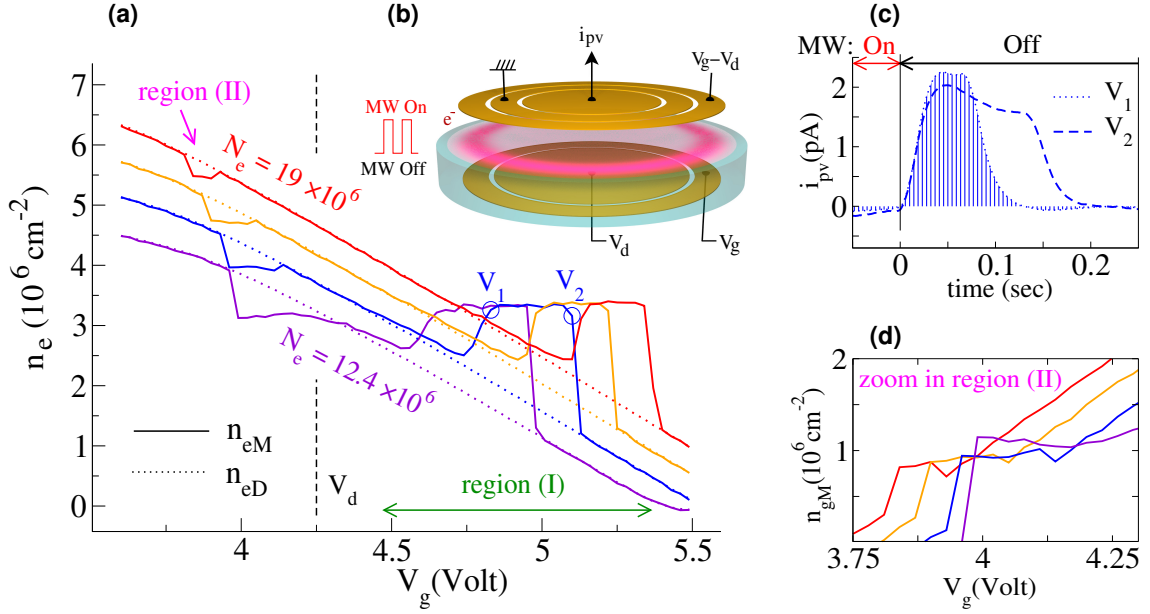 (a)
(b)
(c)
region (II)
N_e = 19×10^6
N_e = 12.4×10^6
V_1
V_2
n_eM
n_eD
V_d
region (I)
n_e (10^6 cm^-2)
7
6
5
4
3
2
1
0
4
4.5
5
5.5
V_g(Volt)
i_pv
V_g−V_d
MW On
e^-
MW Off
V_d
V_g
MW: On
Off
V_1
V_2
i_pv(pA)
2
1
0
0
0.1
0.2
time (sec)
(d)
zoom in region (II)
n_gM(10^6 cm^-2)
2
1
0
3.75
4
4.25
V_g(Volt)